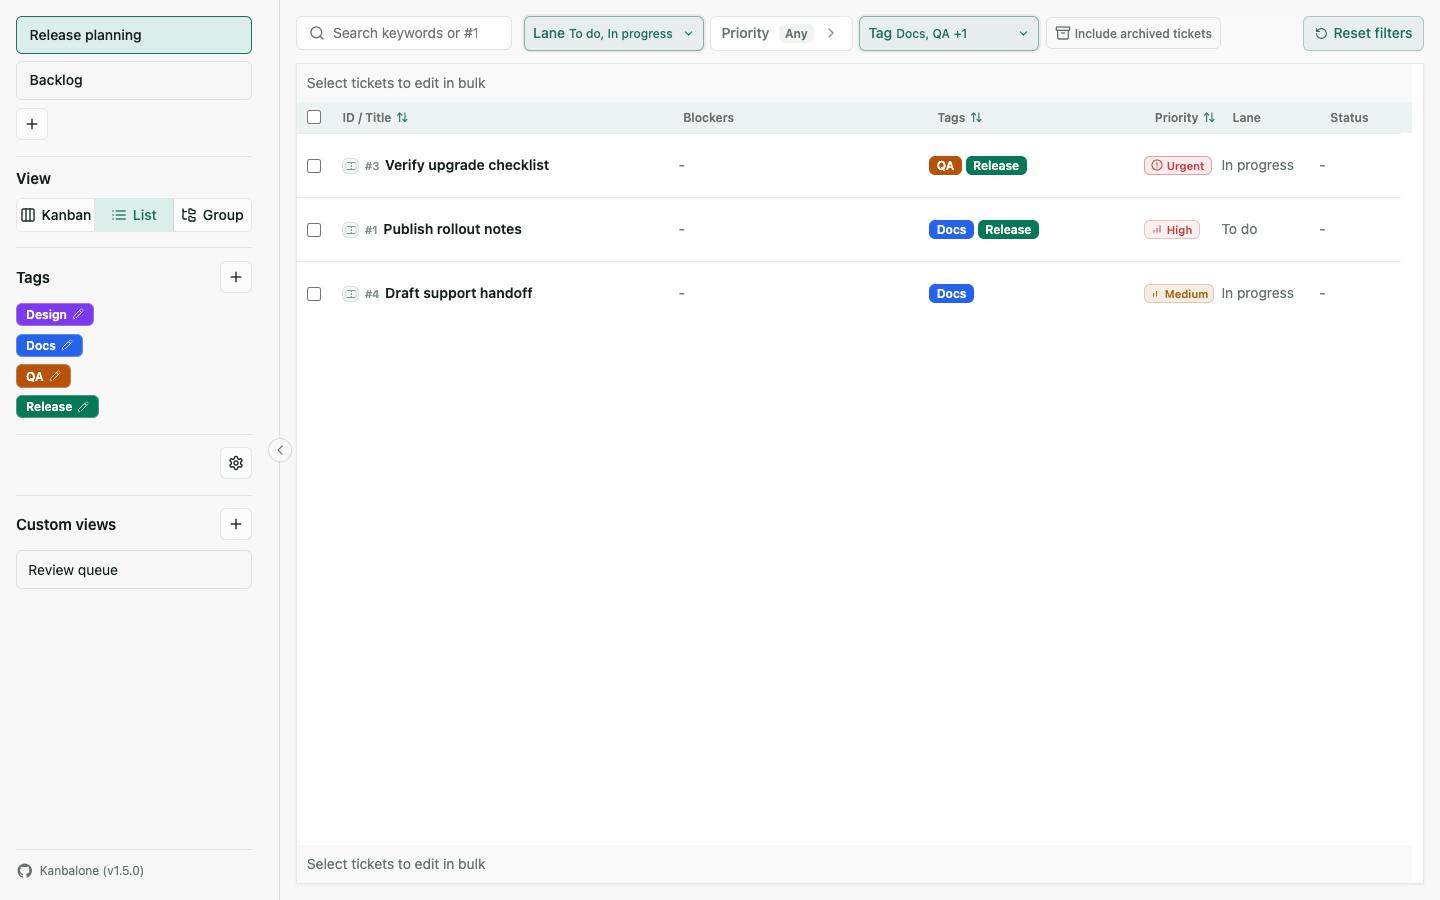 Release planning
Backlog
View
Kanban
List
Group
Tags
Design
Docs
QA
Release
Custom views
Review queue
Kanbalone (v1.5.0)
Search keywords or #1
Lane To do, In progress
Priority Any
Tag Docs, QA +1
Include archived tickets
Reset filters
Select tickets to edit in bulk
ID / Title Blockers Tags Priority Lane Status
#3 Verify upgrade checklist - QA Release Urgent In progress -
#1 Publish rollout notes - Docs Release High To do -
#4 Draft support handoff - Docs Medium In progress -
Select tickets to edit in bulk